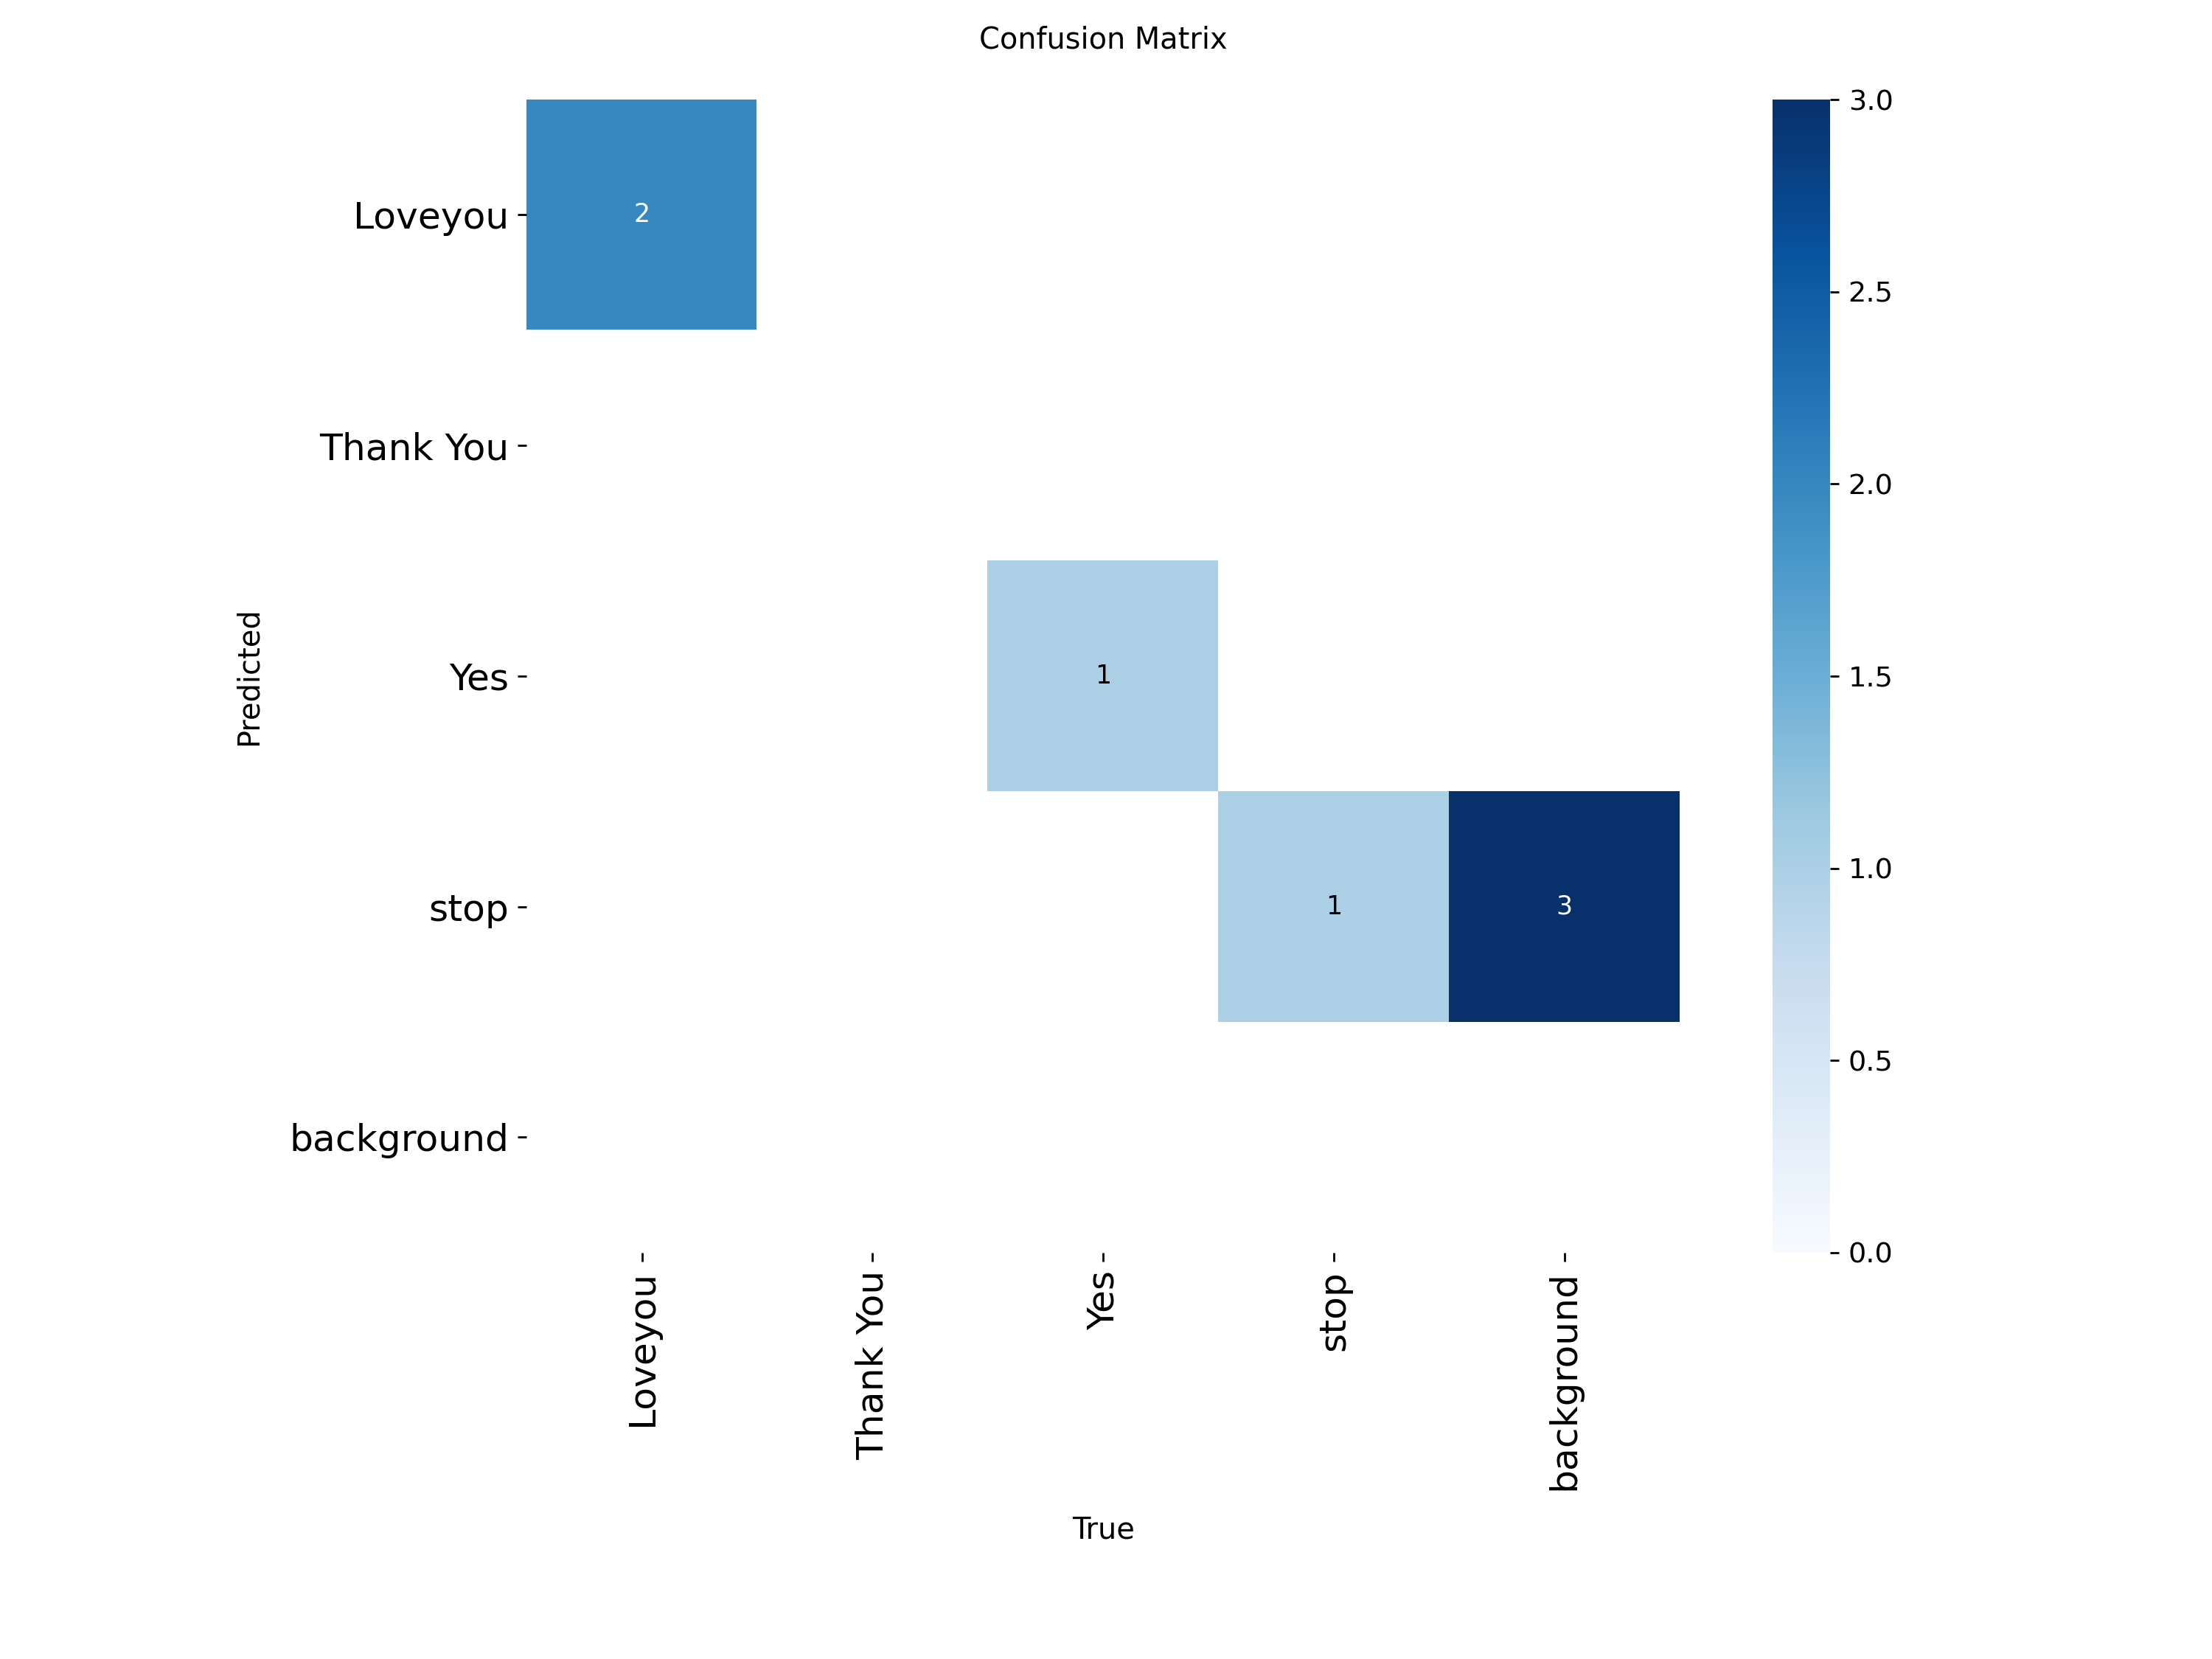 Confusion Matrix
Loveyou
Thank You
Yes
stop
background
Predicted
2
1
1 3
Loveyou
Thank You
Yes
stop
background
True
3.0
2.5
2.0
1.5
1.0
0.5
0.0